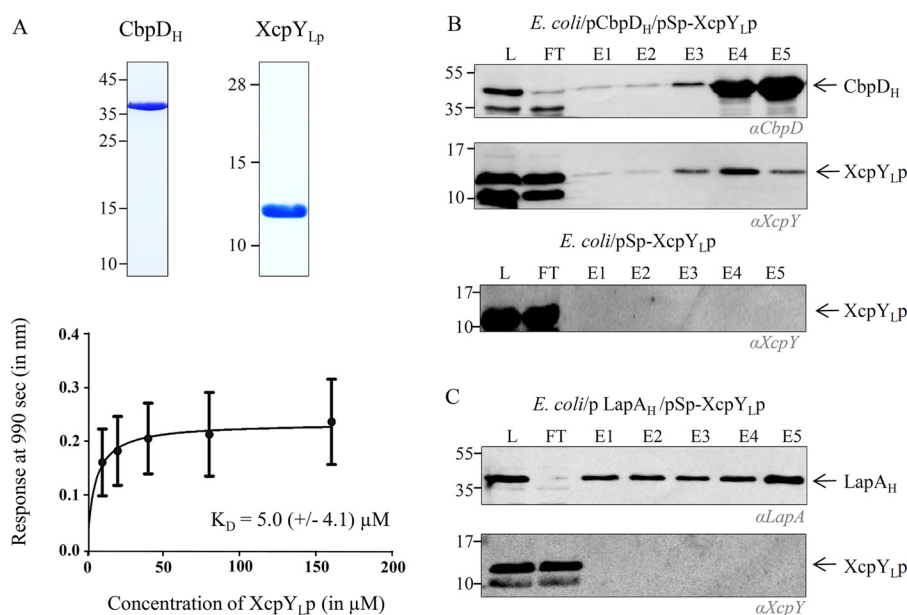 A
CbpD_H
XcpY_Lp
45
35
25
15
10
28
15
10
Response at 990 sec (in nm)
0.4
0.3
0.2
0.1
0.0
K_D = 5.0 (+/- 4.1) μM
0
50
100
150
200
Concentration of XcpY_Lp (in μM)
B
E. coli/pCbpD_H/pSp-XcpY_Lp
L FT E1 E2 E3 E4 E5
55
35
CbpD_H
αCbpD
17
10
XcpY_Lp
αXcpY
E. coli/pSp-XcpY_Lp
L FT E1 E2 E3 E4 E5
17
10
XcpY_Lp
αXcpY
C
E. coli/p LapA_H/pSp-XcpY_Lp
L FT E1 E2 E3 E4 E5
55
35
LapA_H
αLapA
17
10
XcpY_Lp
αXcpY